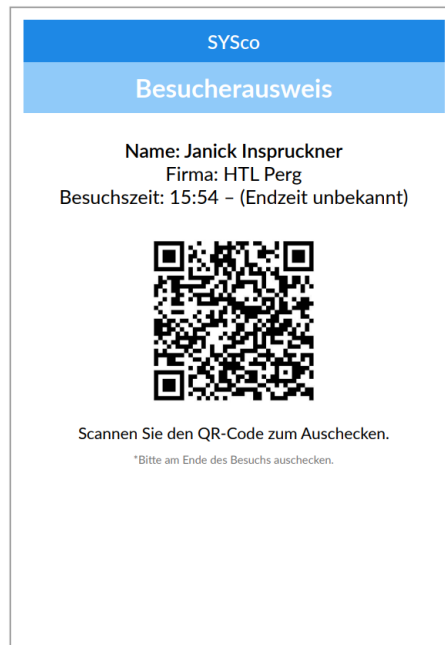 SYSco
Besucherausweis
Name: Janick Inspruckner
Firma: HTL Perg
Besuchszeit: 15:54 – (Endzeit unbekannt)
Scannen Sie den QR-Code zum Auschecken.
*Bitte am Ende des Besuchs auschecken.